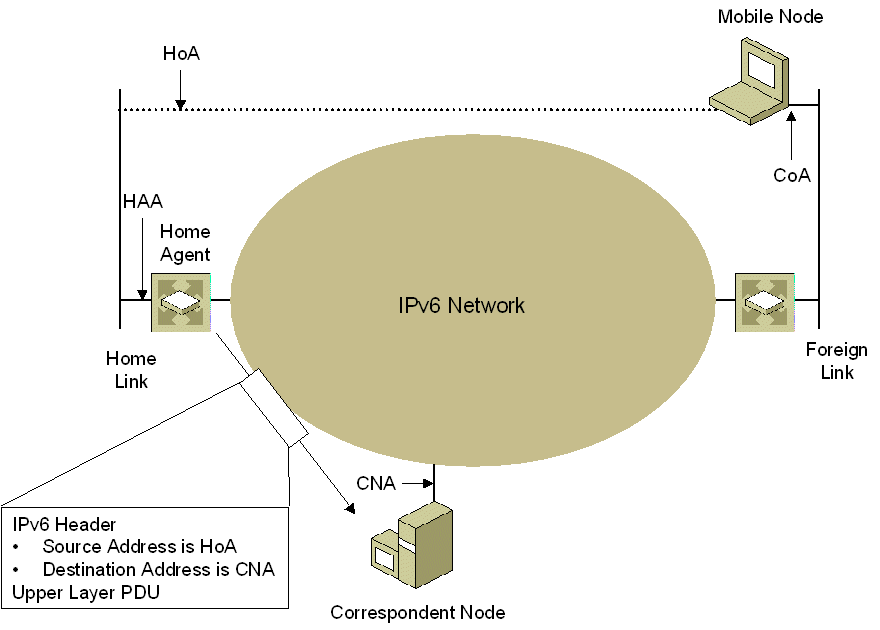 Mobile Node
HoA
CoA
HAA
Home
Agent
IPv6 Network
Home
Link
Foreign
Link
CNA
IPv6 Header
• Source Address is HoA
• Destination Address is CNA
Upper Layer PDU
Correspondent Node